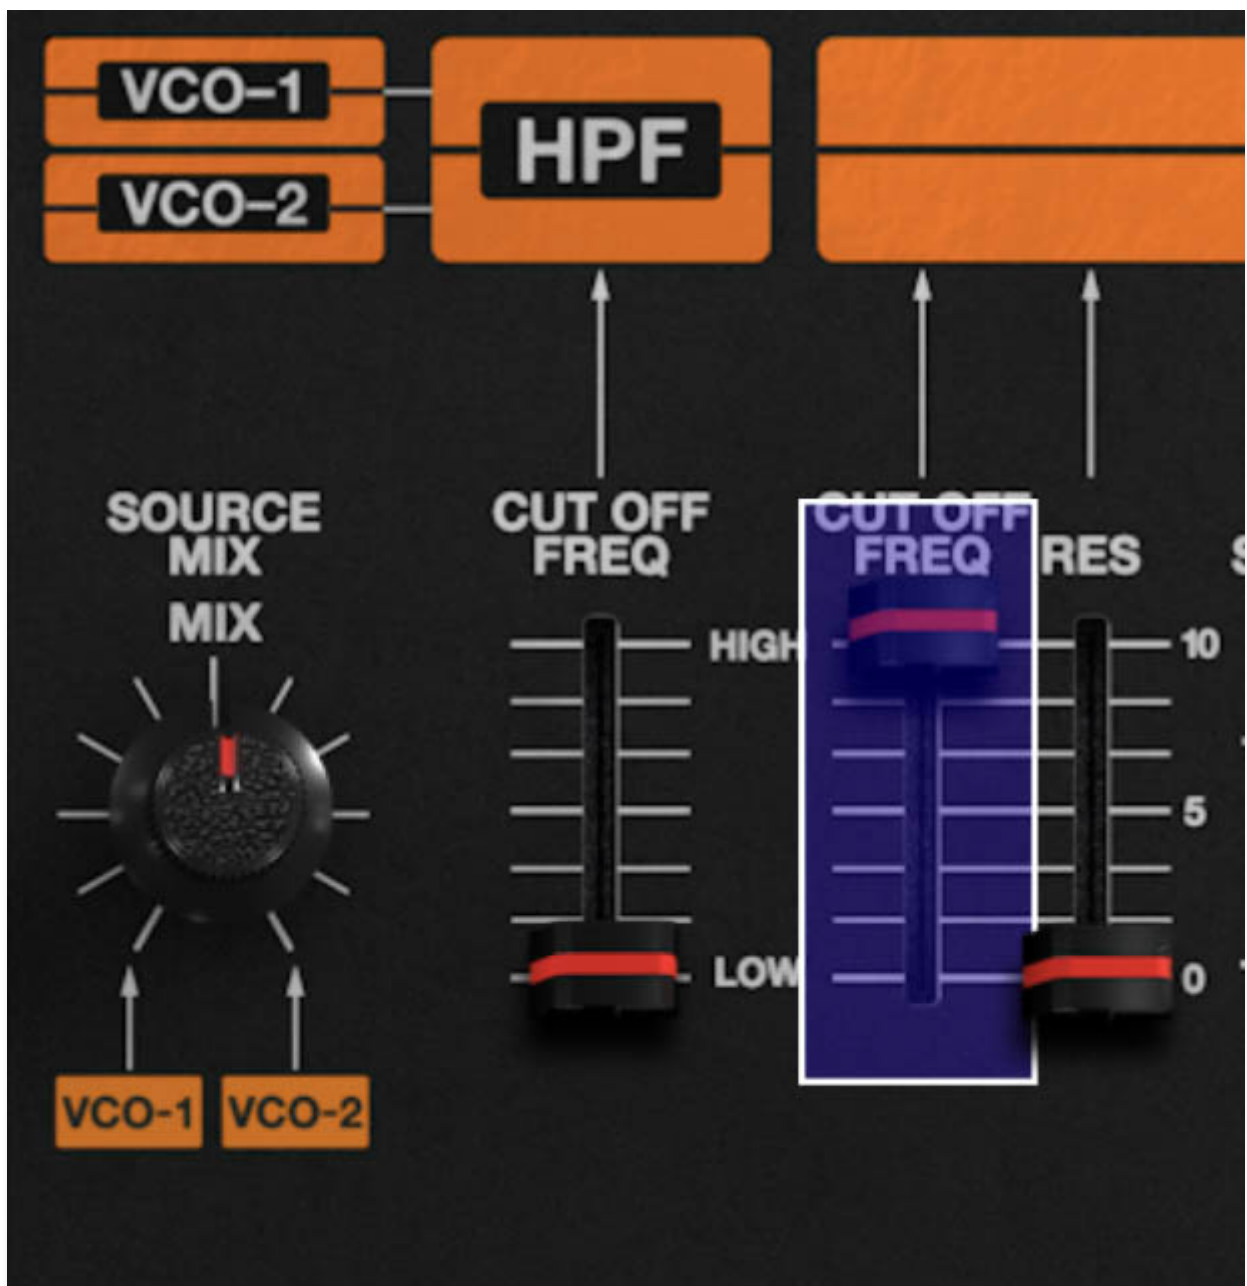 VCO-1
VCO-2
HPF
SOURCE
MIX
MIX
VCO-1
VCO-2
CUT OFF
FREQ
HIGH
LOW
CUT OFF
FREQ
RES
10
5
0